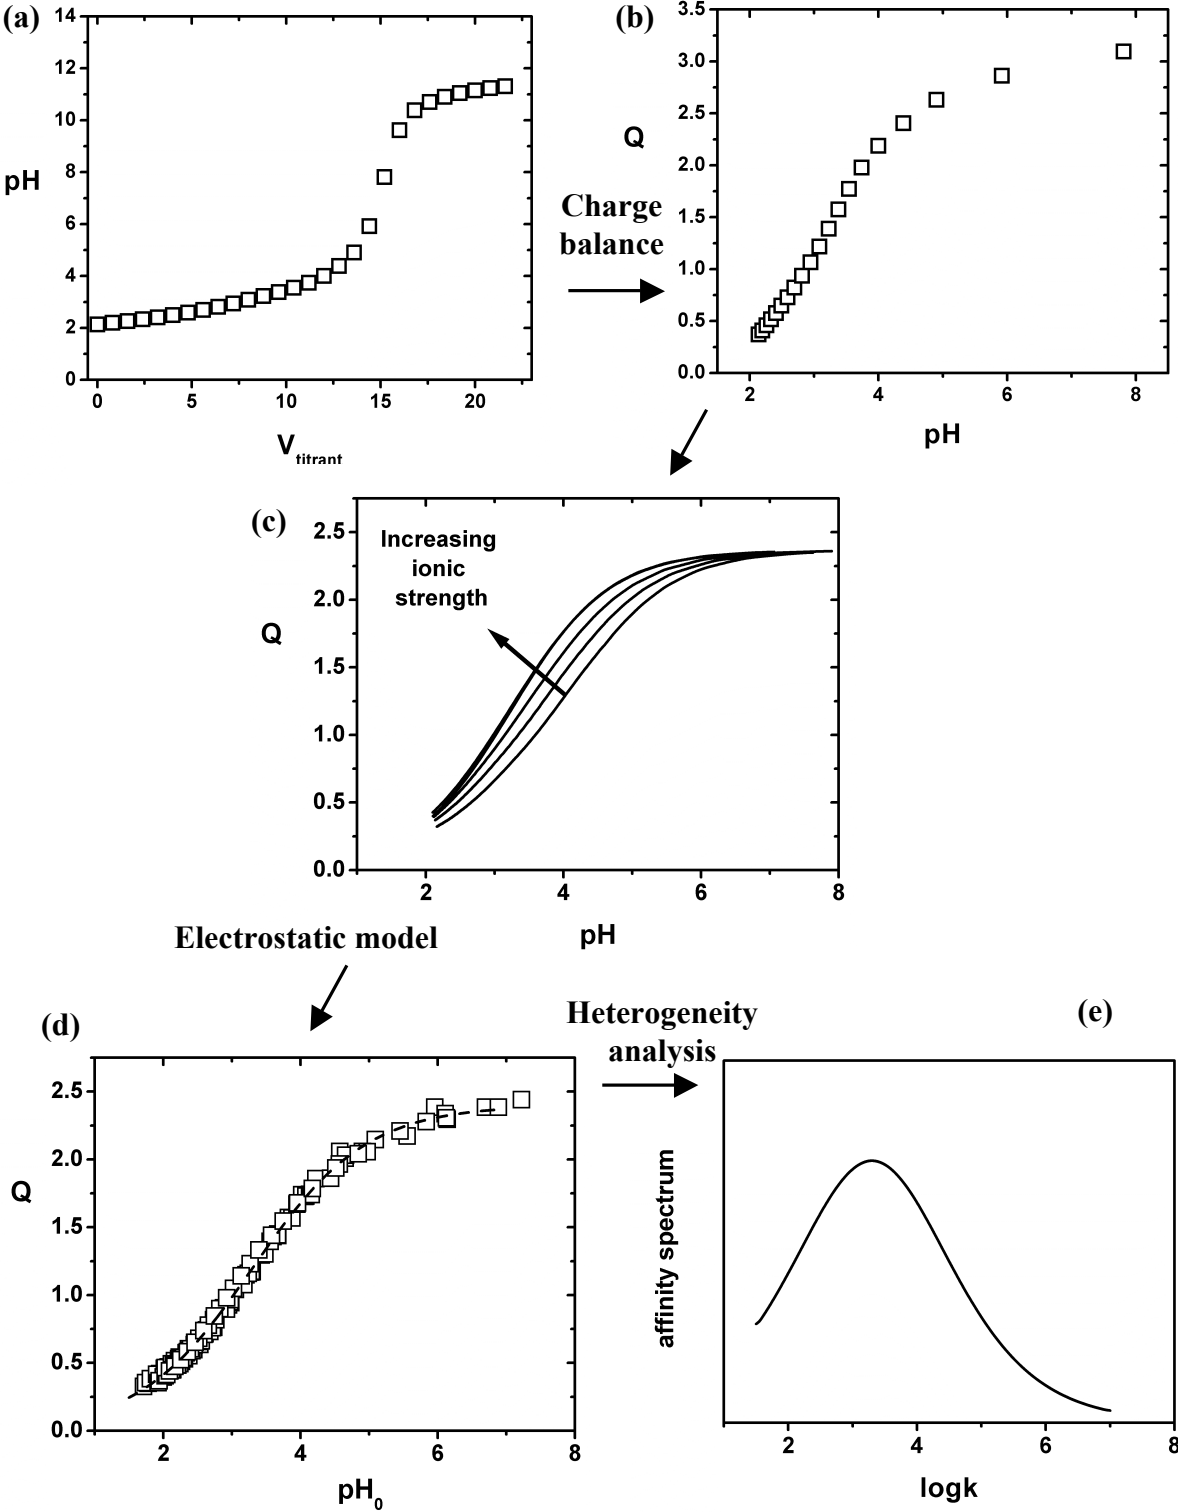 (a)
14
12
10
8
6
4
2
0
pH
0 5 10 15 20
V titrant
Charge
balance
(b)
3.5
3.0
2.5
2.0
1.5
1.0
0.5
0.0
Q
2 4 6 8
pH
(c)
2.5
2.0
1.5
1.0
0.5
0.0
Q
Increasing
ionic
strength
2 4 6 8
pH
Electrostatic model
(d)
2.5
2.0
1.5
1.0
0.5
0.0
Q
2 4 6 8
pH0
Heterogeneity
analysis
(e)
affinity spectrum
2 4 6 8
logk